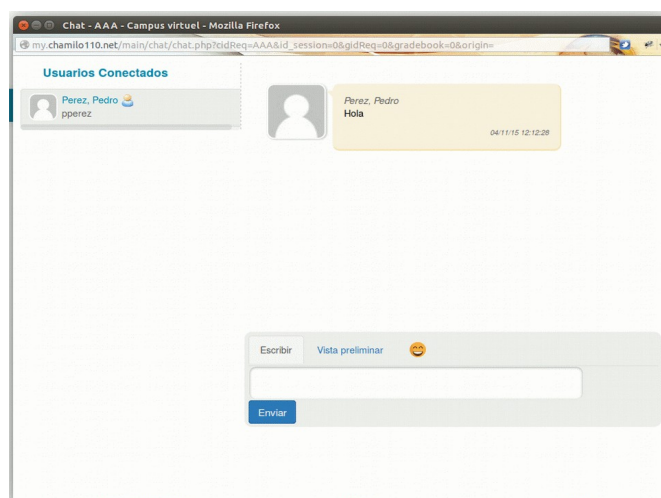 Chat - AAA - Campus virtuel - Mozilla Firefox
my.chamilo110.net/main/chat/chat.php?cidReq=AAA&id_session=0&gidReq=0&gradebook=0&origin=
Usuarios Conectados
Perez, Pedro
pperez
Perez, Pedro
Hola
04/11/15 12:12:28
Escribir Vista preliminar
Enviar